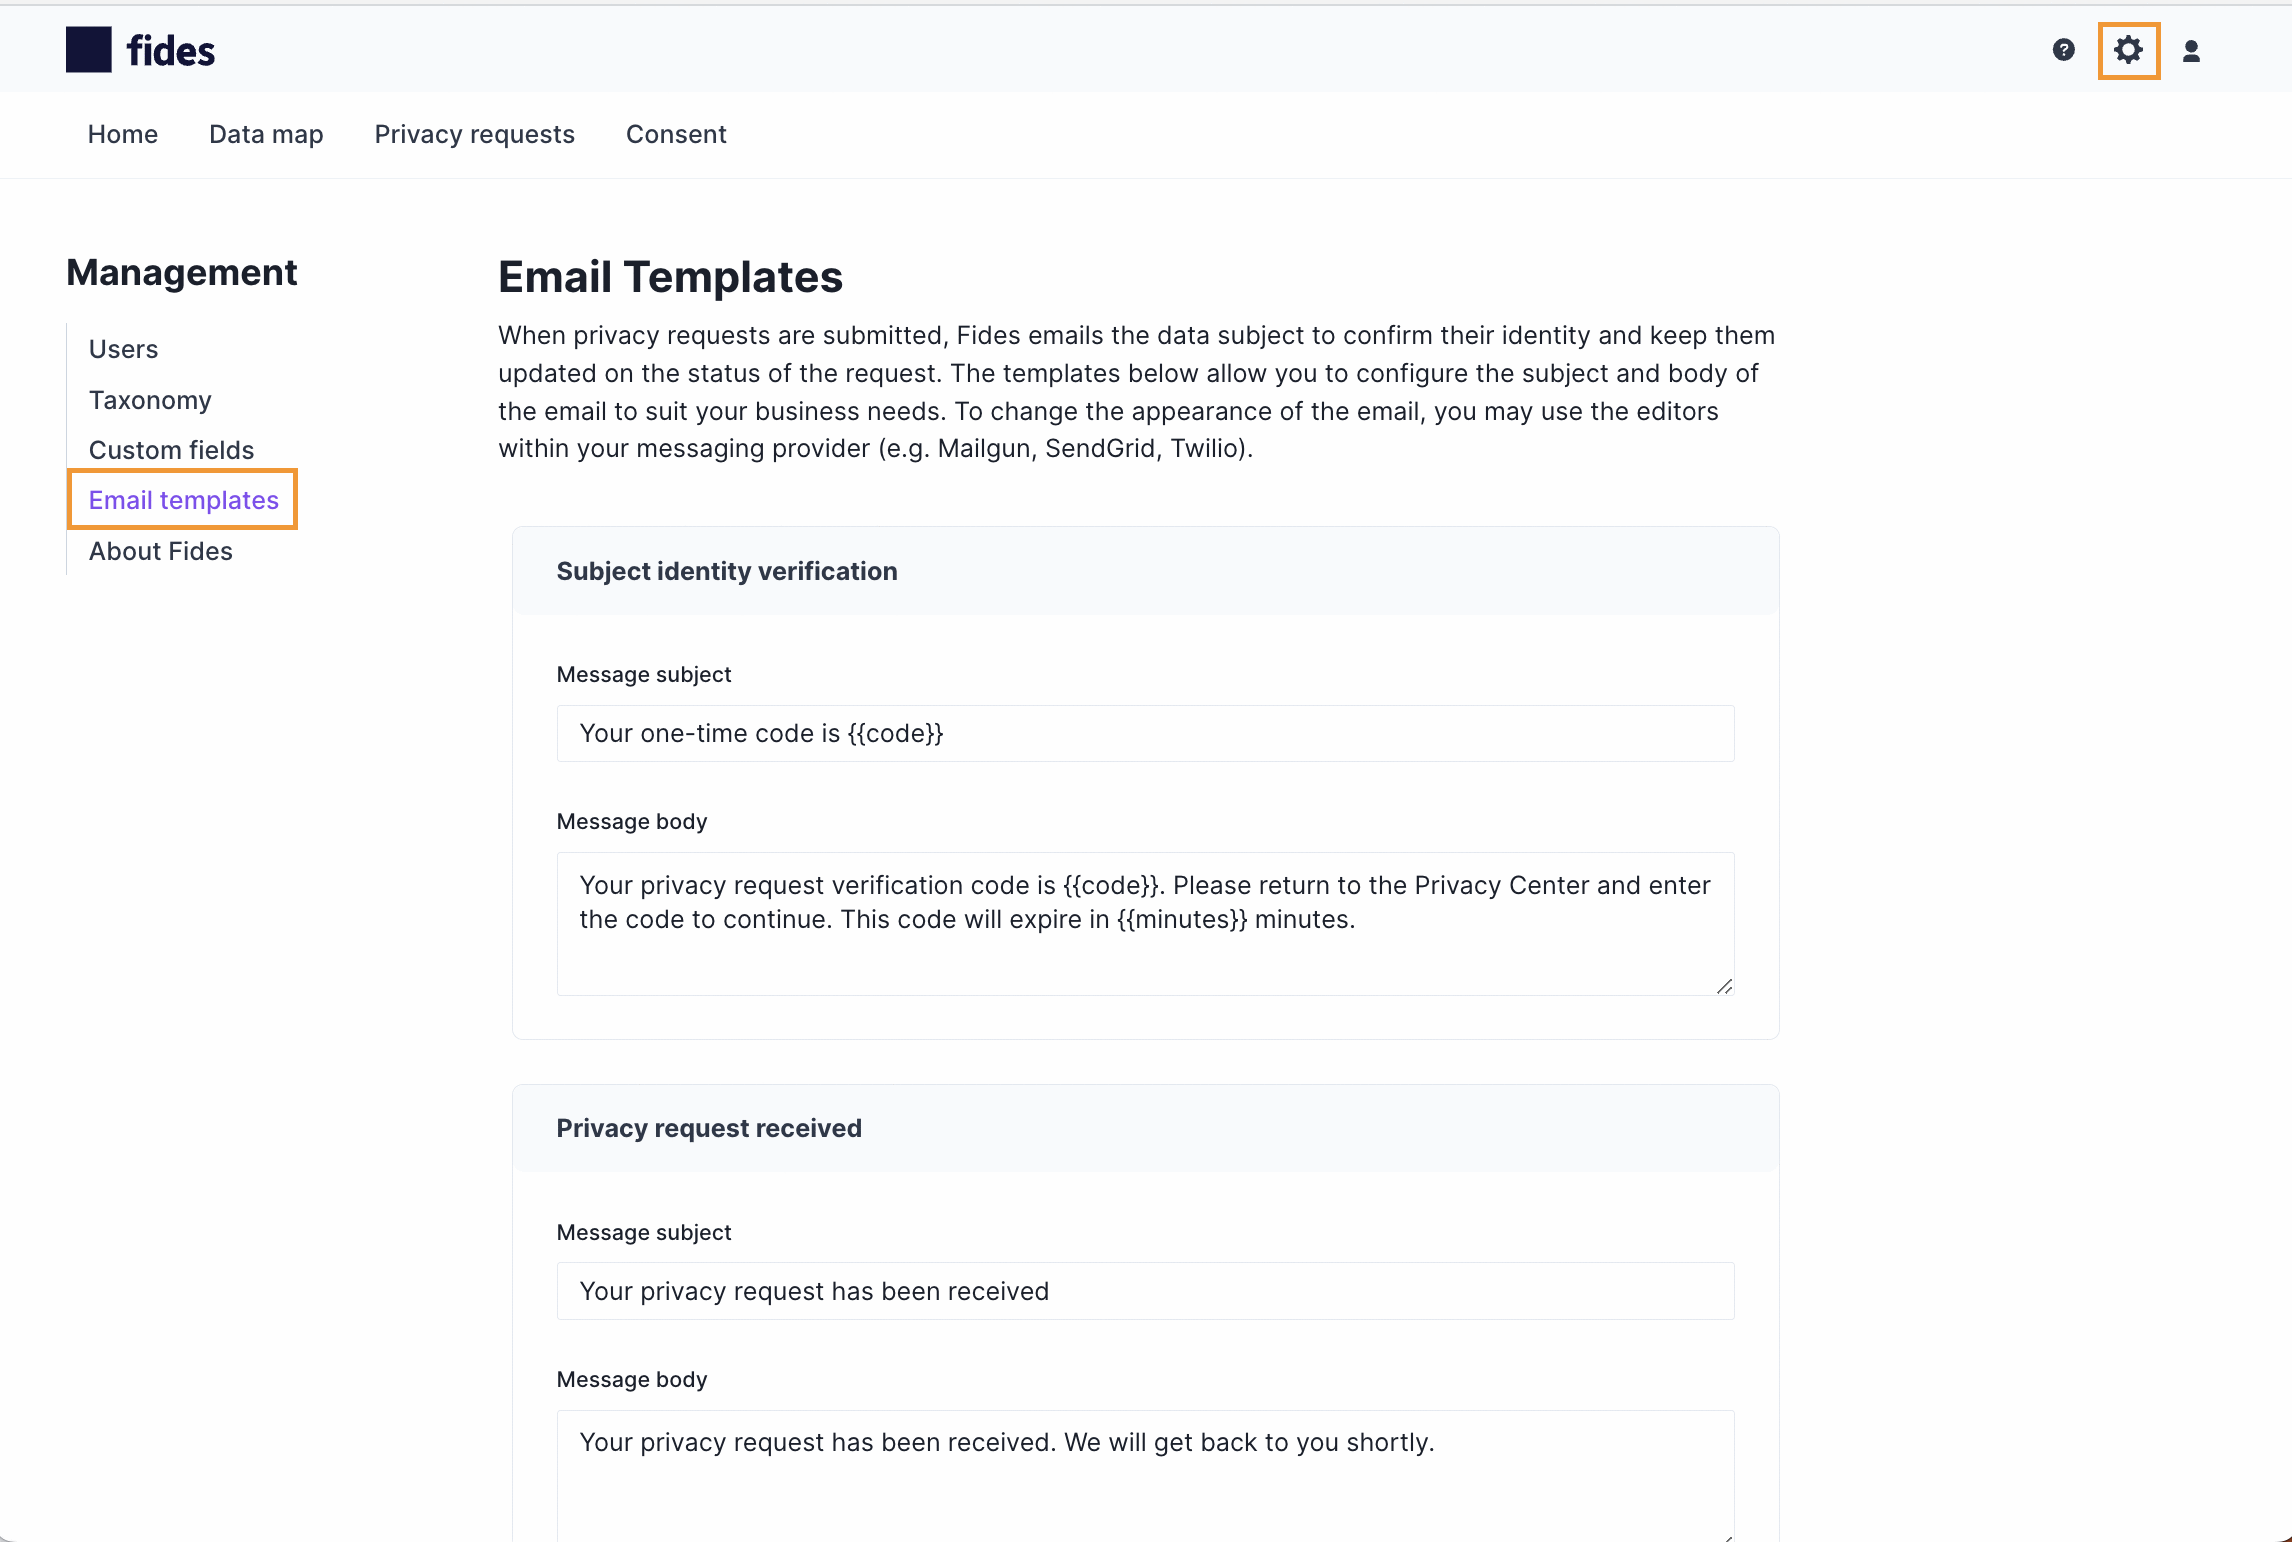 fides
Home Data map Privacy requests Consent
Management
Users
Taxonomy
Custom fields
Email templates
About Fides
Email Templates
When privacy requests are submitted, Fides emails the data subject to confirm their identity and keep them
updated on the status of the request. The templates below allow you to configure the subject and body of
the email to suit your business needs. To change the appearance of the email, you may use the editors
within your messaging provider (e.g. Mailgun, SendGrid, Twilio).
Subject identity verification
Message subject
Your one-time code is {{code}}
Message body
Your privacy request verification code is {{code}}. Please return to the Privacy Center and enter
the code to continue. This code will expire in {{minutes}} minutes.
Privacy request received
Message subject
Your privacy request has been received
Message body
Your privacy request has been received. We will get back to you shortly.